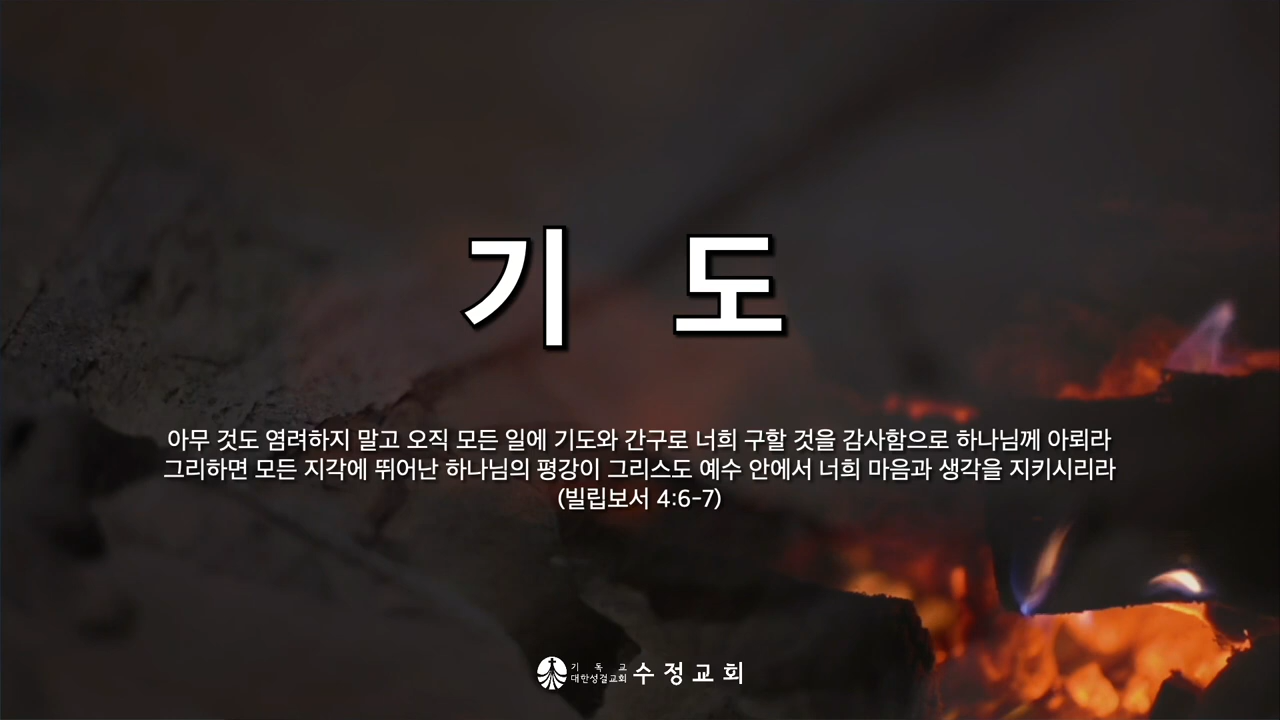 기 도
아무 것도 염려하지 말고 오직 모든 일에 기도와 간구로 너희 구할 것을 감사함으로 하나님께 아뢰라
그리하면 모든 지각에 뛰어난 하나님의 평강이 그리스도 예수 안에서 너희 마음과 생각을 지키시리라
(빌립보서 4:6-7)
기 독 교
대한성결교회 수정교회